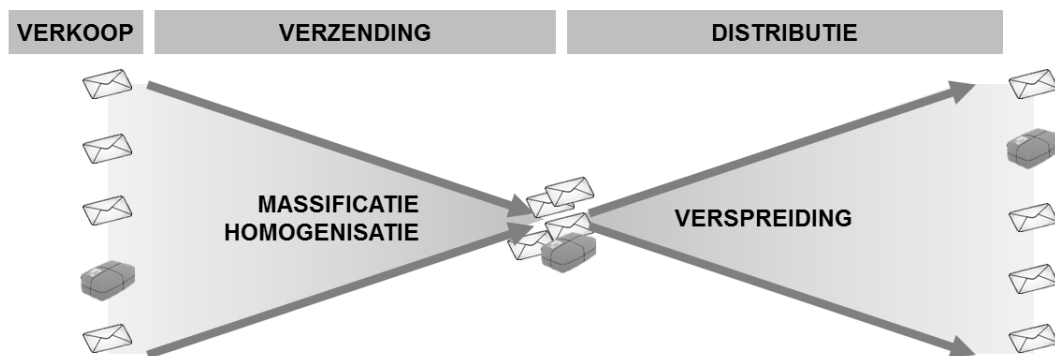 VERKOOP
VERZENDING
DISTRIBUTIE
MASSIFICATIE
HOMOGENISATIE
VERSPREIDING